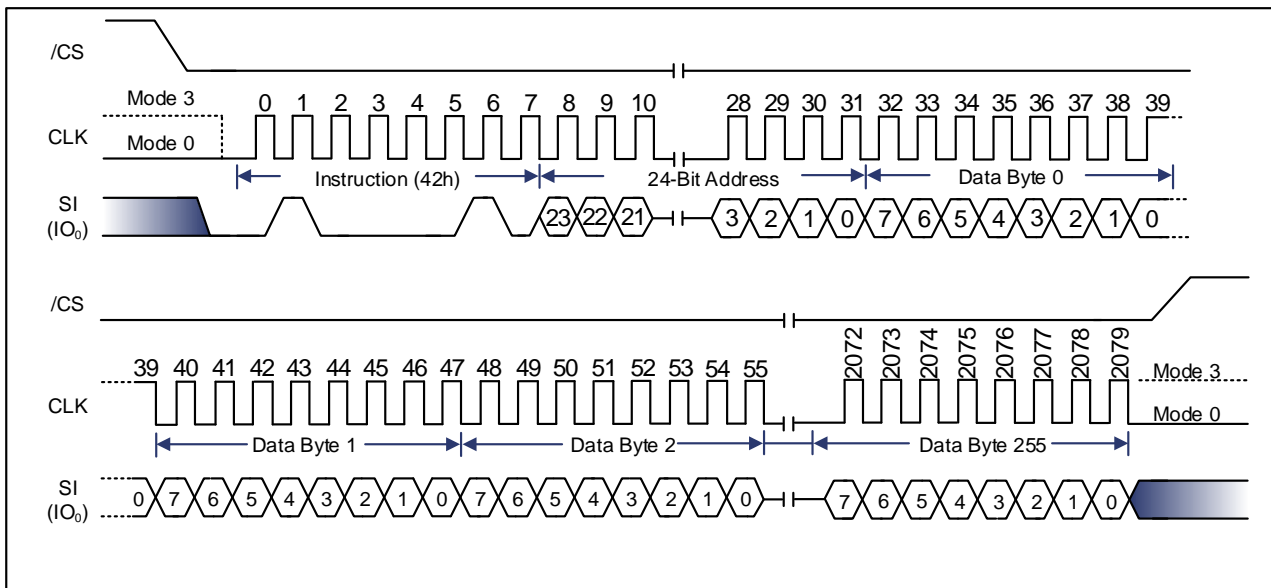 /CS
Mode 3
0 1 2 3 4 5 6 7 8 9 10 28 29 30 31 32 33 34 35 36 37 38 39
CLK
Mode 0
Instruction (42h) 24-Bit Address Data Byte 0
SI
(IO₀)
23 22 21 3 2 1 0 7 6 5 4 3 2 1 0
/CS
39 40 41 42 43 44 45 46 47 48 49 50 51 52 53 54 55 2072 2073 2074 2075 2076 2077 2078 2079
Mode 3
CLK
Mode 0
Data Byte 1 Data Byte 2 Data Byte 255
SI
(IO₀)
0 7 6 5 4 3 2 1 0 7 6 5 4 3 2 1 0 7 6 5 4 3 2 1 0